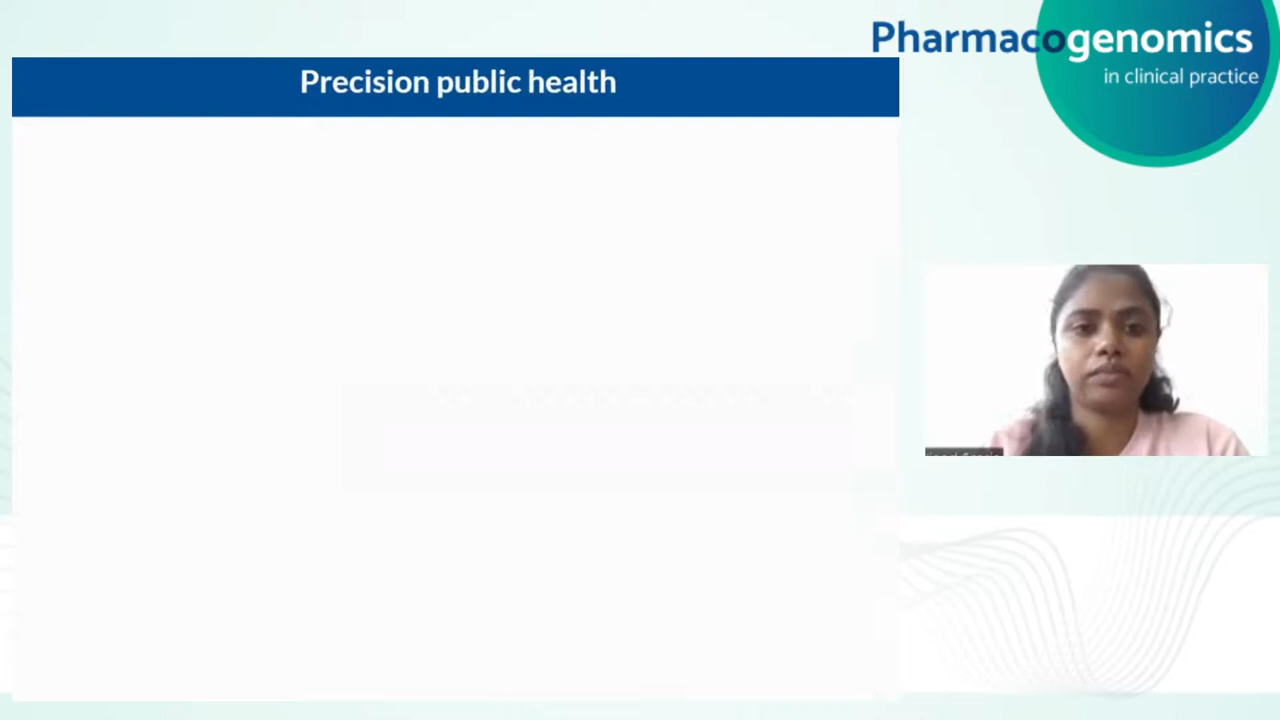 Pharmacogenomics
in clinical practice
Precision public health